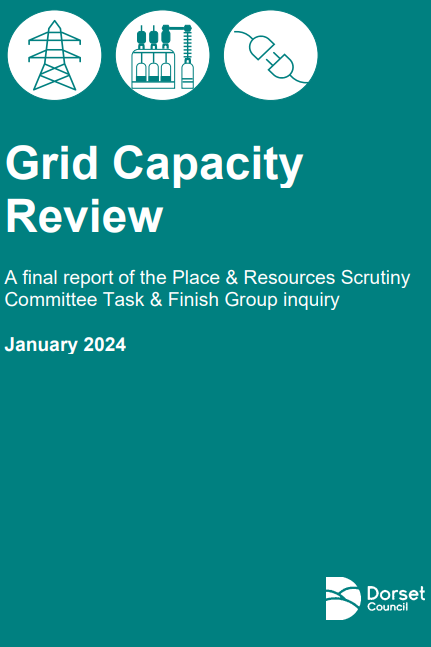 Grid Capacity
Review
A final report of the Place & Resources Scrutiny
Committee Task & Finish Group inquiry
January 2024
Dorset
Council